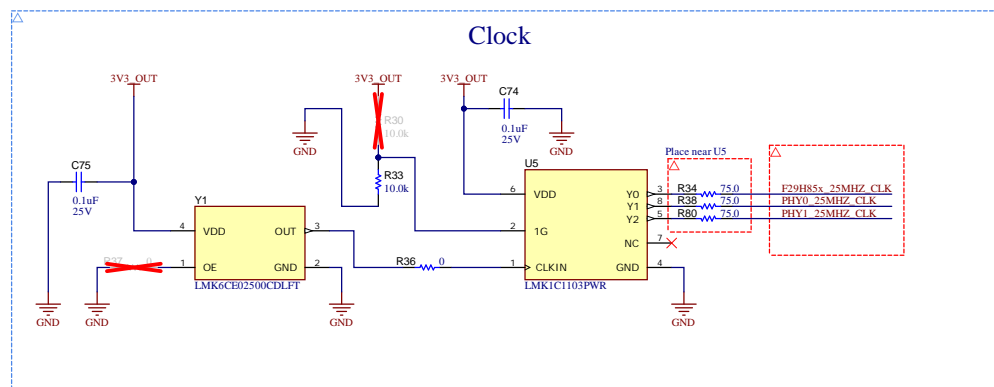 Clock
3V3_OUT
3V3_OUT
3V3_OUT
C74
0.1uF
25V
GND
R30
10.0k
GND
R33
10.0k
C75
0.1uF
25V
GND
Y1
4
VDD
OUT
3
1
OE
GND
2
LMK6CE02500CDLFT
R37
0
GND
GND
R36
0
U5
6
VDD
2
1G
1
CLKIN
Y0
3
Y1
8
Y2
5
NC
7
GND
4
LMK1C1103PWR
GND
Place near U5
R34
75.0
F29H85x_25MHZ_CLK
R38
75.0
PHY0_25MHZ_CLK
R80
75.0
PHY1_25MHZ_CLK